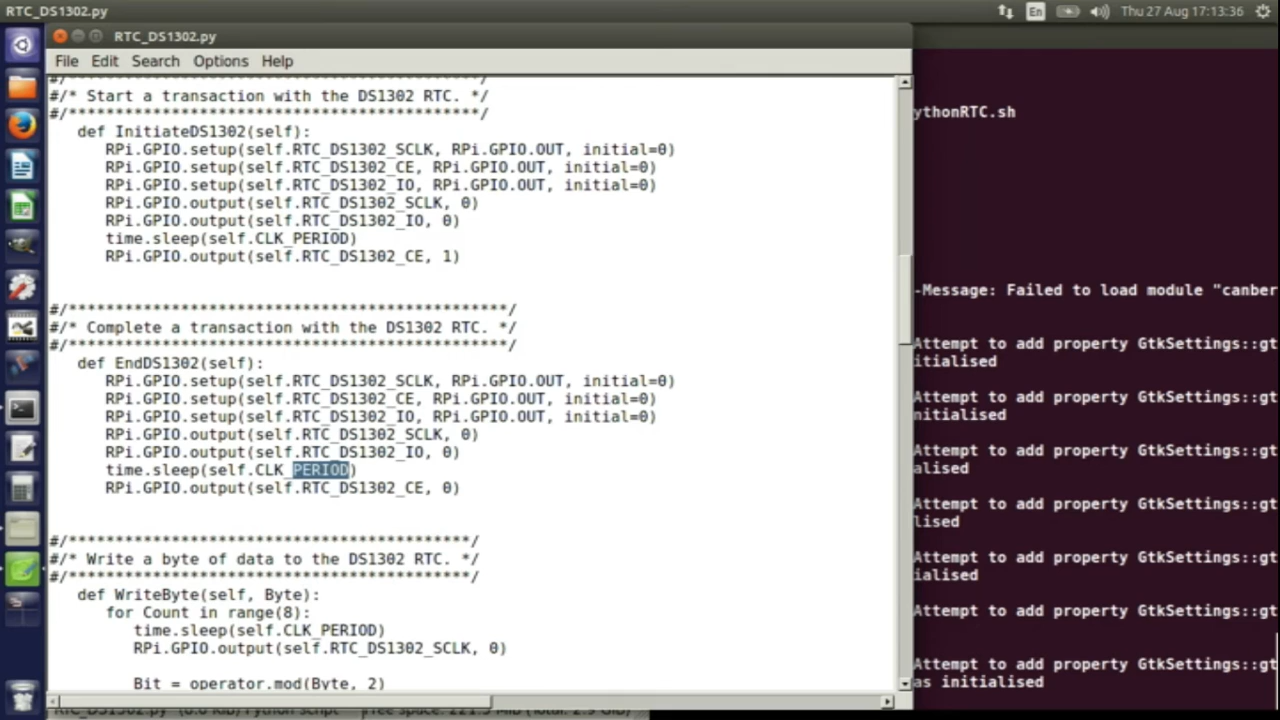 RTC_DS1302.py
En
Thu 27 Aug 17:13:36
RTC_DS1302.py
File Edit Search Options Help
#/***********************************************/
#/* Start a transaction with the DS1302 RTC. */
#/********************************************/
def InitiateDS1302(self):
RPi.GPIO.setup(self.RTC_DS1302_SCLK, RPi.GPIO.OUT, initial=0)
RPi.GPIO.setup(self.RTC_DS1302_CE, RPi.GPIO.OUT, initial=0)
RPi.GPIO.setup(self.RTC_DS1302_IO, RPi.GPIO.OUT, initial=0)
RPi.GPIO.output(self.RTC_DS1302_SCLK, 0)
RPi.GPIO.output(self.RTC_DS1302_IO, 0)
time.sleep(self.CLK_PERIOD)
RPi.GPIO.output(self.RTC_DS1302_CE, 1)
#/***********************************************/
#/* Complete a transaction with the DS1302 RTC. */
#/***********************************************/
def EndDS1302(self):
RPi.GPIO.setup(self.RTC_DS1302_SCLK, RPi.GPIO.OUT, initial=0)
RPi.GPIO.setup(self.RTC_DS1302_CE, RPi.GPIO.OUT, initial=0)
RPi.GPIO.setup(self.RTC_DS1302_IO, RPi.GPIO.OUT, initial=0)
RPi.GPIO.output(self.RTC_DS1302_SCLK, 0)
RPi.GPIO.output(self.RTC_DS1302_IO, 0)
time.sleep(self.CLK_PERIOD)
RPi.GPIO.output(self.RTC_DS1302_CE, 0)
#/*******************************************/
#/* Write a byte of data to the DS1302 RTC. */
#/*******************************************/
def WriteByte(self, Byte):
for Count in range(8):
time.sleep(self.CLK_PERIOD)
RPi.GPIO.output(self.RTC_DS1302_SCLK, 0)
Bit = operator.mod(Byte, 2)
ythonRTC.sh
-Message: Failed to load module "canber
Attempt to add property GtkSettings::gt
itialised
Attempt to add property GtkSettings::gt
nitialised
Attempt to add property GtkSettings::gt
alised
Attempt to add property GtkSettings::gt
lised
Attempt to add property GtkSettings::gt
ialised
Attempt to add property GtkSettings::gt
Attempt to add property GtkSettings::gt
as initialised